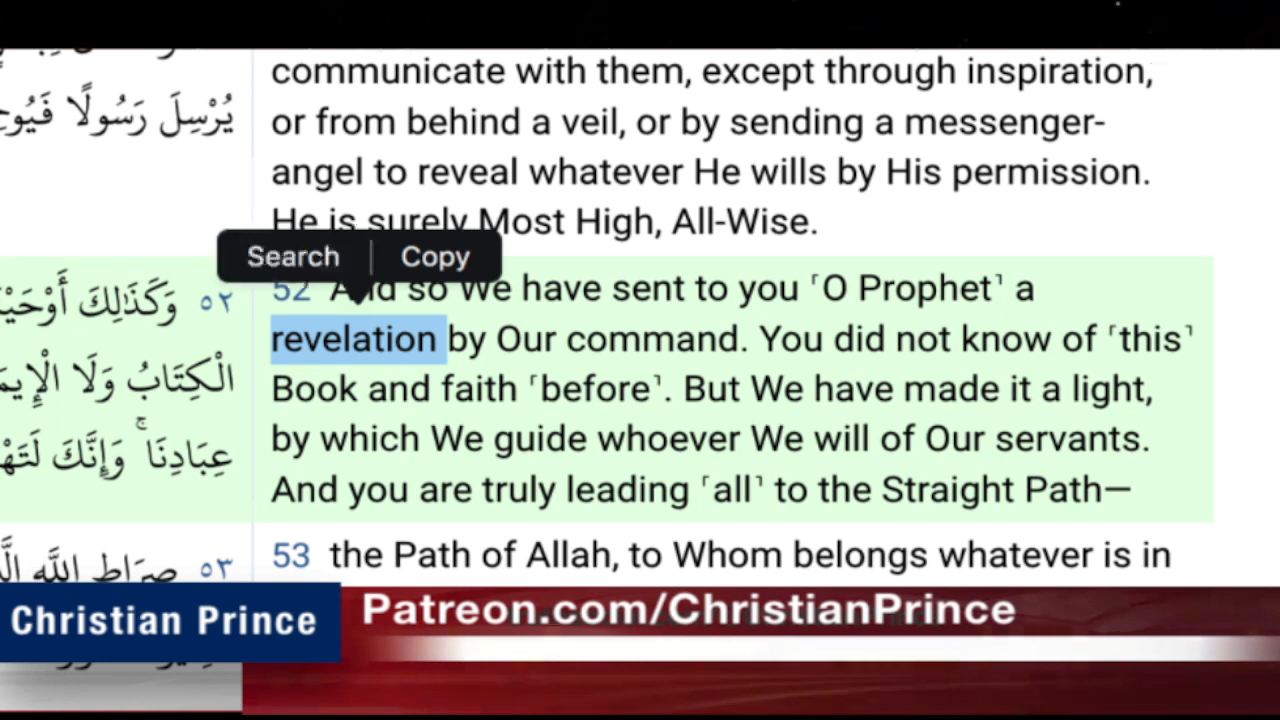 communicate with them, except through inspiration,
or from behind a veil, or by sending a messenger-
angel to reveal whatever He wills by His permission.
He is surely Most High, All-Wise.
يُرْسِلَ رَسُولًا
Search Copy
52 And so We have sent to you ˹O Prophet˺ a
revelation by Our command. You did not know of ˹this˺
Book and faith ˹before˺. But We have made it a light,
by which We guide whoever We will of Our servants.
And you are truly leading ˹all˺ to the Straight Path—
٥٢ وَكَذَٰلِكَ
الْكِتَابُ وَلَا
عِبَادِنَا ۚ وَإِنَّكَ
53 the Path of Allah, to Whom belongs whatever is in
٥٣ صِرَاطِ اللَّهِ
Christian Prince
Patreon.com/ChristianPrince